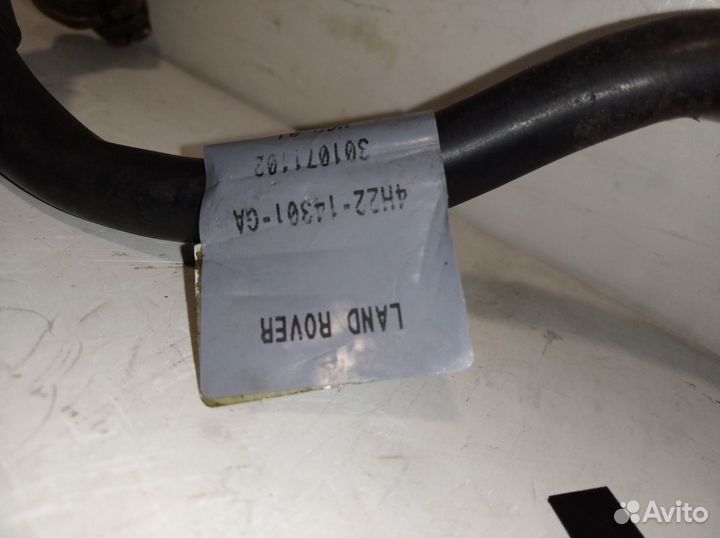 LAND ROVER
4H22-14301-GA
301071102
Avito